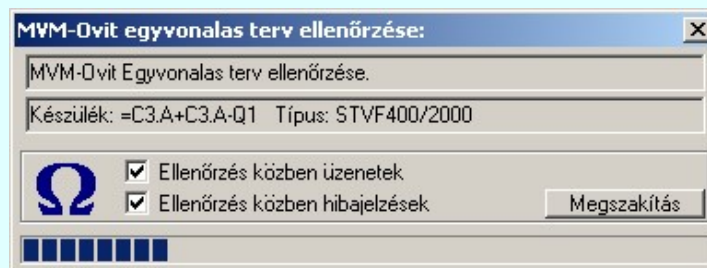 MVM-Ovit egyvonalas terv ellenőrzése:
MVM-Ovit Egyvonalas terv ellenőrzése.
Készülék: =C3.A+C3.A-Q1 Típus: STVF400/2000
Ω
Ellenőrzés közben üzenetek
Ellenőrzés közben hibajelzések
Megszakítás